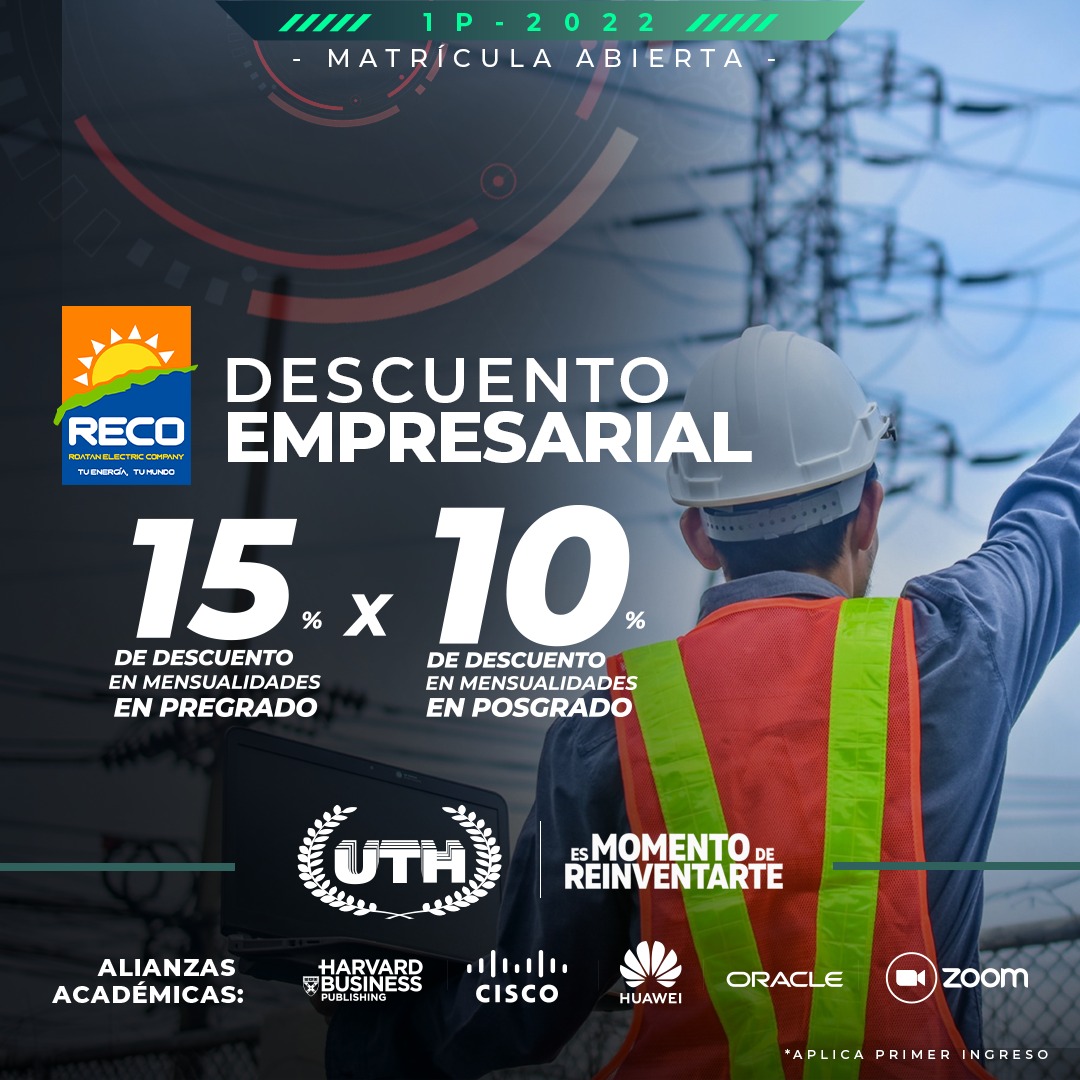 1P-2022
- MATRÍCULA ABIERTA -
RECO
ROATAN ELECTRIC COMPANY
TU ENERGÍA, TU MUNDO
DESCUENTO
EMPRESARIAL
15% x 10%
DE DESCUENTO
EN MENSUALIDADES
EN PREGRADO
DE DESCUENTO
EN MENSUALIDADES
EN POSGRADO
UTH
ES MOMENTO DE
REINVENTARTE
ALIANZAS
ACADÉMICAS:
HARVARD
BUSINESS
PUBLISHING
CISCO
HUAWEI
ORACLE
zoom
*APLICA PRIMER INGRESO